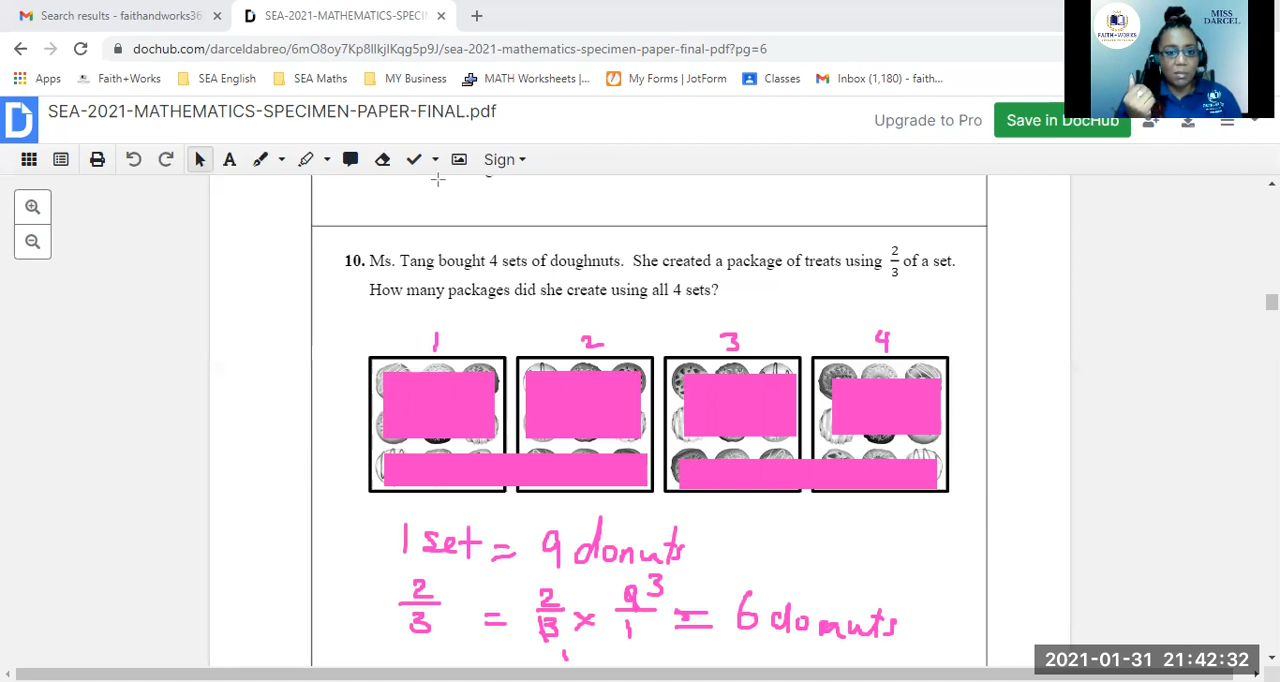 Search results - faithandworks36
SEA-2021-MATHEMATICS-SPECI
dochub.com/darceldabreo/6mO8oy7Kp8IlkjlKqg5p9J/sea-2021-mathematics-specimen-paper-final-pdf?pg=6
Apps Faith+Works SEA English SEA Maths MY Business MATH Worksheets |... My Forms | JotForm Classes Inbox (1,180) - faith...
MISS DARCEL
FAITH+WORKS
SEA-2021-MATHEMATICS-SPECIMEN-PAPER-FINAL.pdf
Upgrade to Pro
Save in DocHub
A
Sign
10. Ms. Tang bought 4 sets of doughnuts. She created a package of treats using 2/3 of a set.
How many packages did she create using all 4 sets?
1 2 3 4
1 set = 9 donuts
2/3 = 2/3 1 × 9 3/1 = 6 donuts
2021-01-31 21:42:32